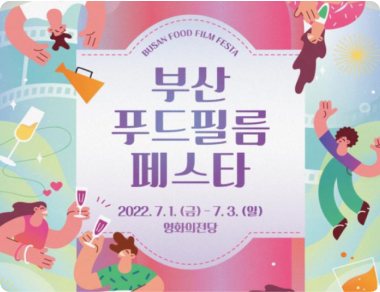 BUSAN FOOD FILM FESTA
부산
푸드필름
페스타
2022. 7. 1. (금) - 7. 3. (일)
영화의전당